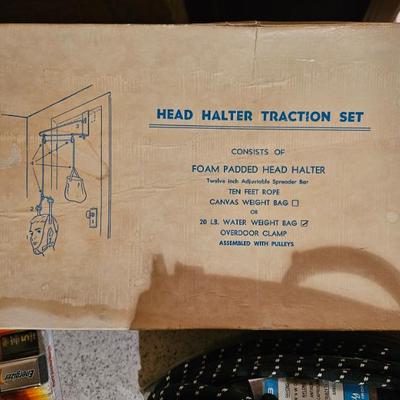 HEAD HALTER TRACTION SET
CONSISTS OF
FOAM PADDED HEAD HALTER
Twelve inch Adjustable Spreader Bar
TEN FEET ROPE
CANVAS WEIGHT BAG
OR
20 LB. WATER WEIGHT BAG
OVERDOOR CLAMP
ASSEMBLED WITH PULLEYS
Energizer